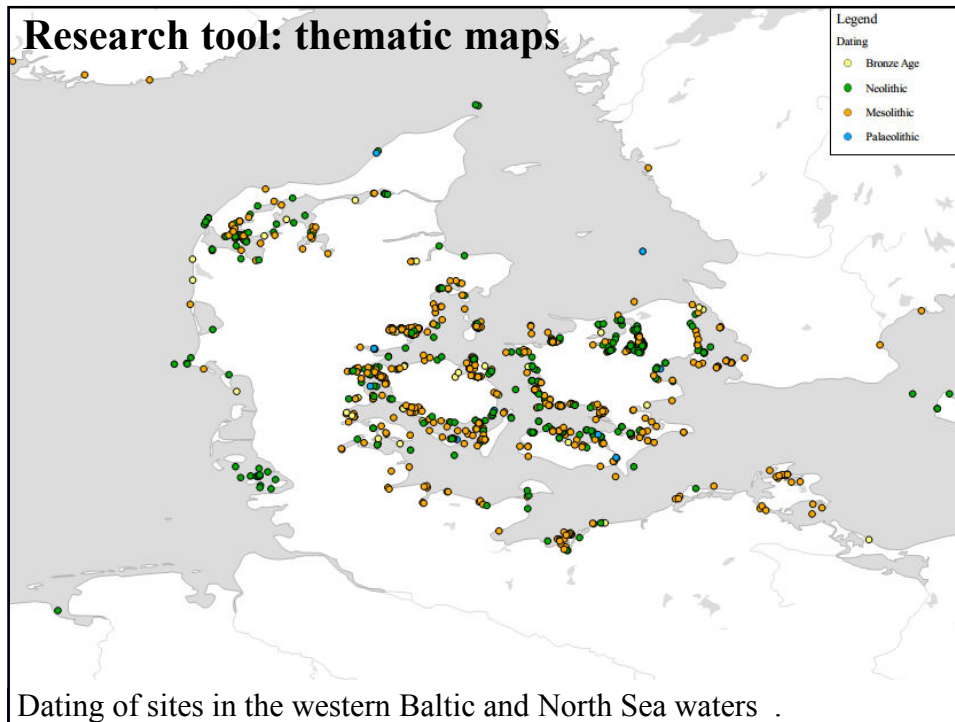 Research tool: thematic maps
Legend
Dating
Bronze Age
Neolithic
Mesolithic
Palaeolithic
Dating of sites in the western Baltic and North Sea waters .